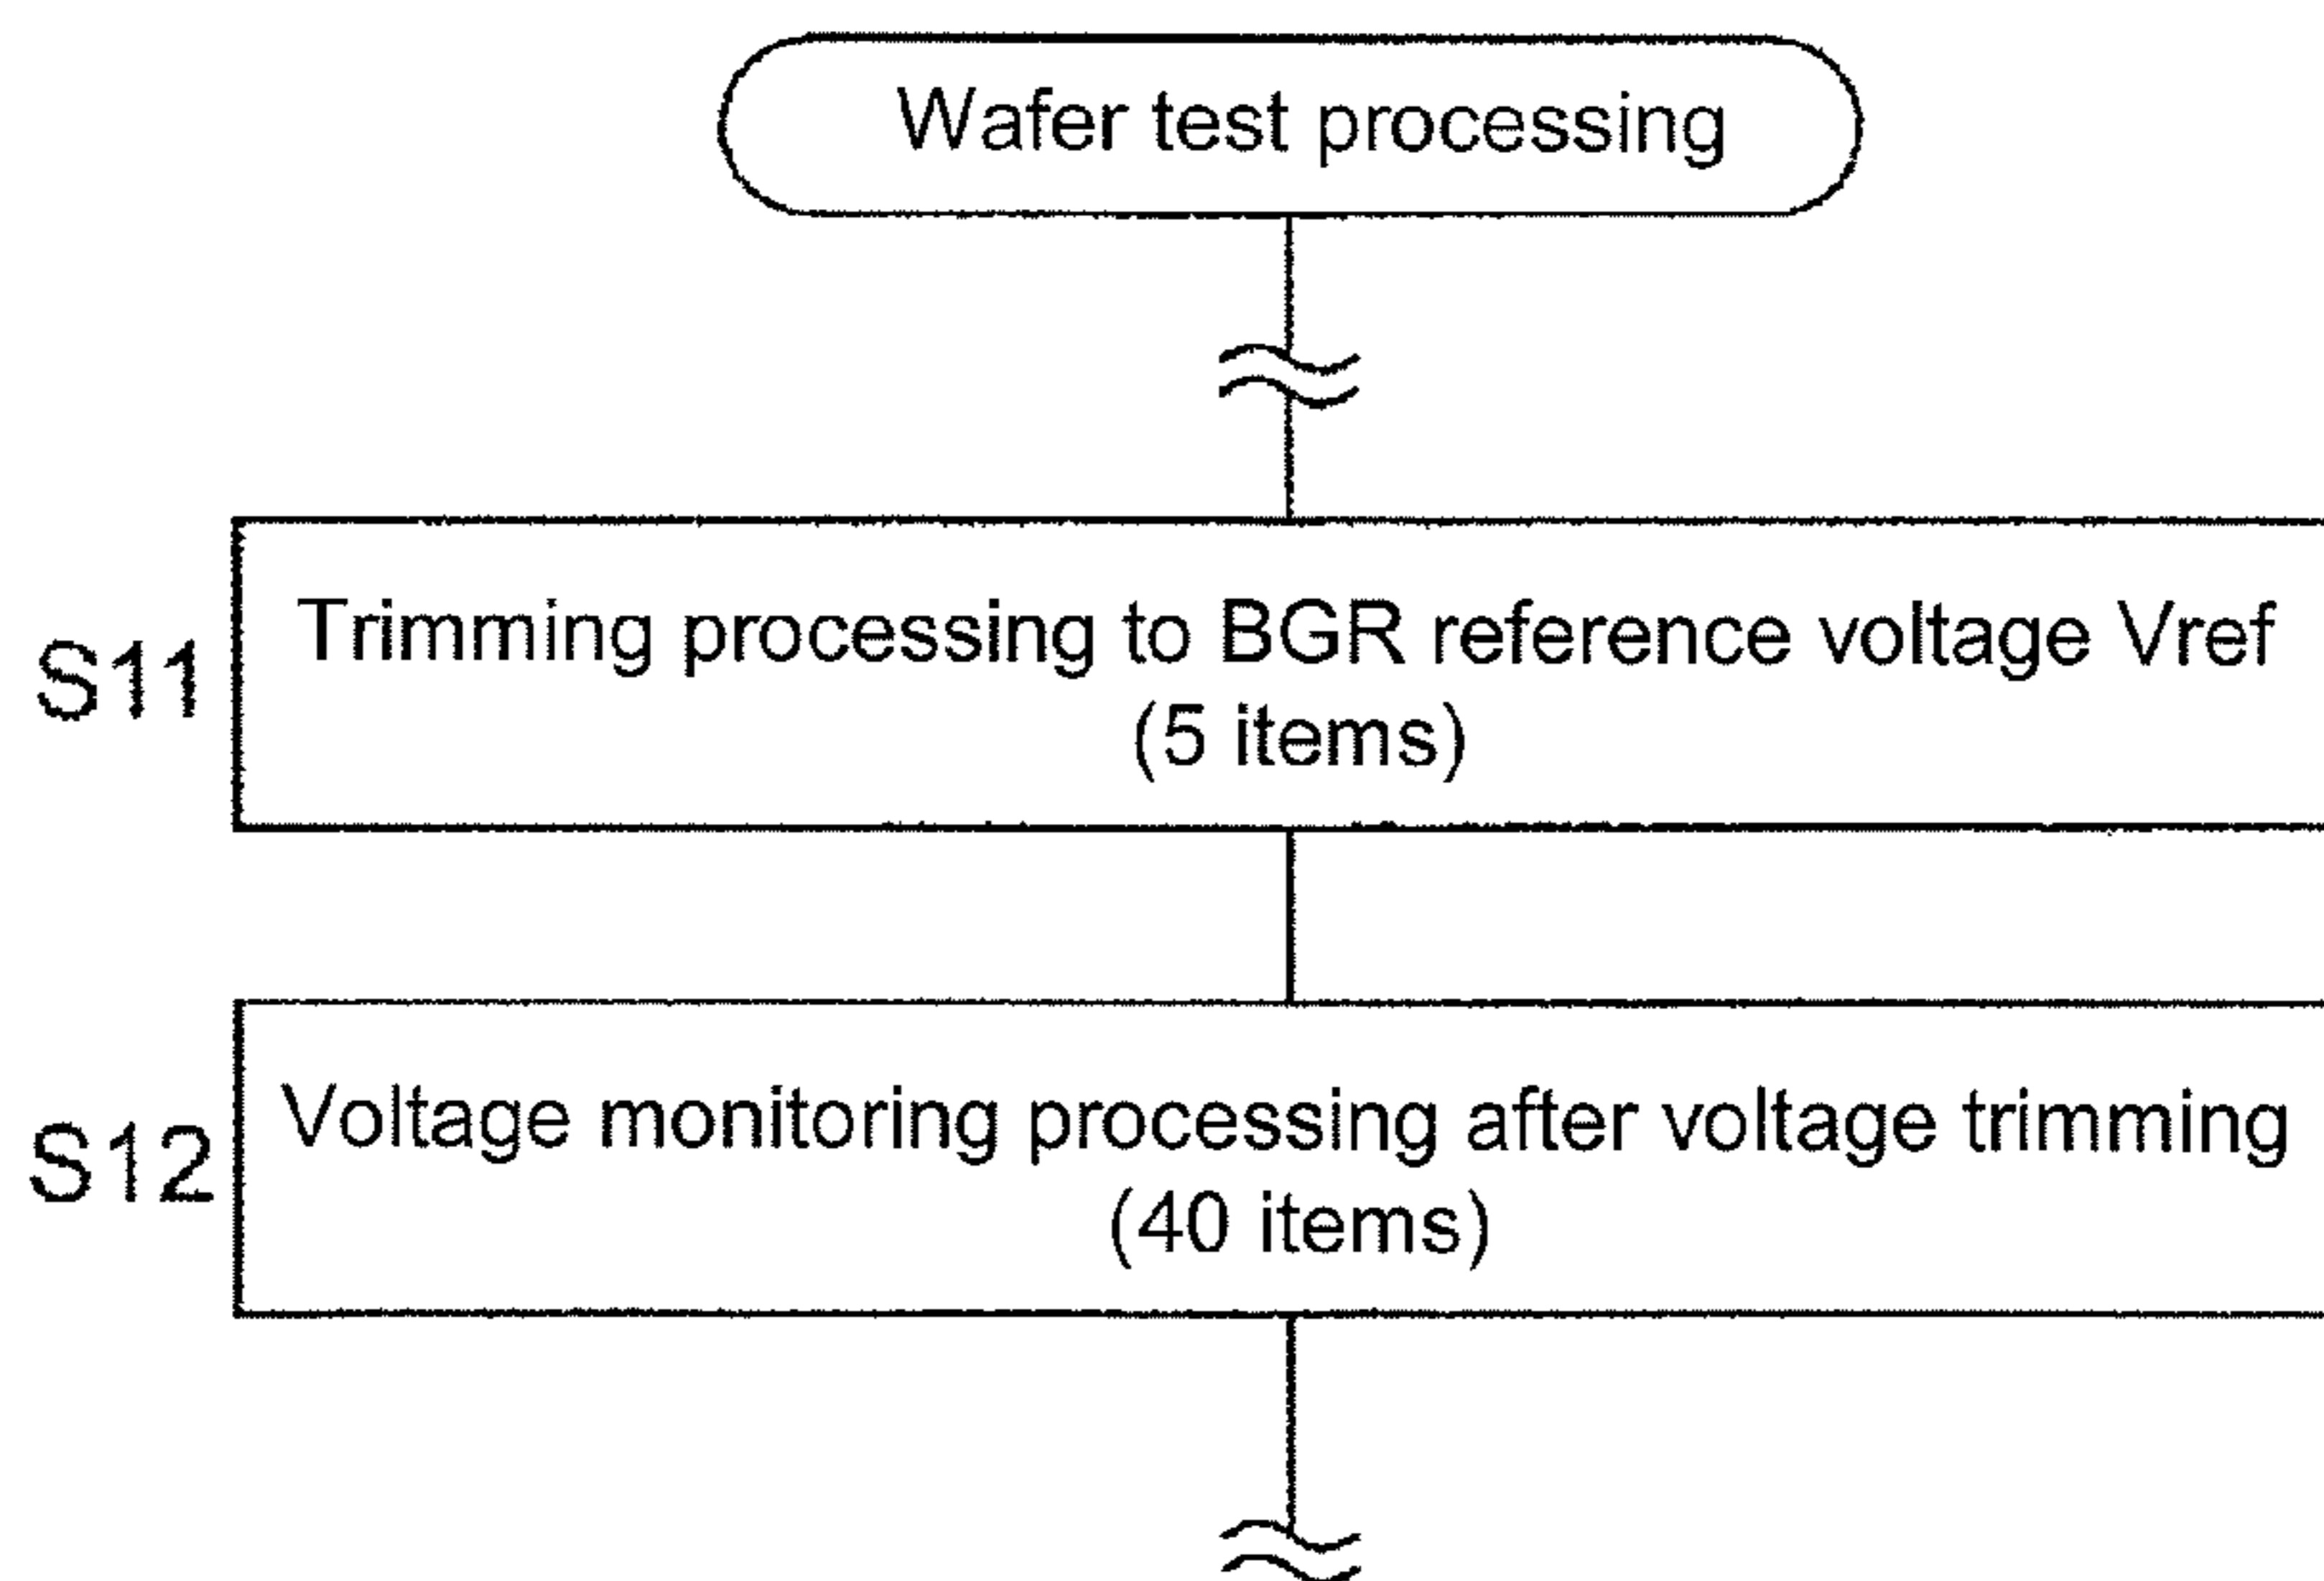 Wafer test processing
S11
Trimming processing to BGR reference voltage Vref
(5 items)
S12
Voltage monitoring processing after voltage trimming
(40 items)